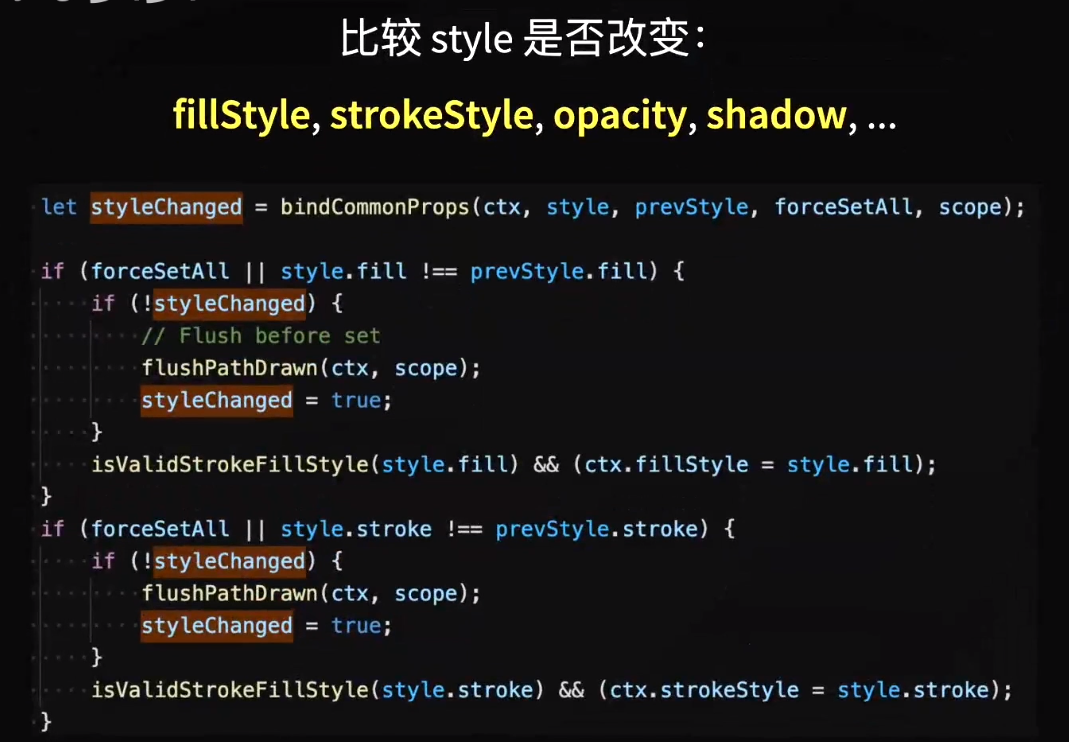 比较 style 是否改变：
fillStyle, strokeStyle, opacity, shadow, ...
let styleChanged = bindCommonProps(ctx, style, prevStyle, forceSetAll, scope);
if (forceSetAll || style.fill !== prevStyle.fill) {
if (!styleChanged) {
// Flush before set
flushPathDrawn(ctx, scope);
styleChanged = true;
}
isValidStrokeFillStyle(style.fill) && (ctx.fillStyle = style.fill);
}
if (forceSetAll || style.stroke !== prevStyle.stroke) {
if (!styleChanged) {
flushPathDrawn(ctx, scope);
styleChanged = true;
}
isValidStrokeFillStyle(style.stroke) && (ctx.strokeStyle = style.stroke);
}